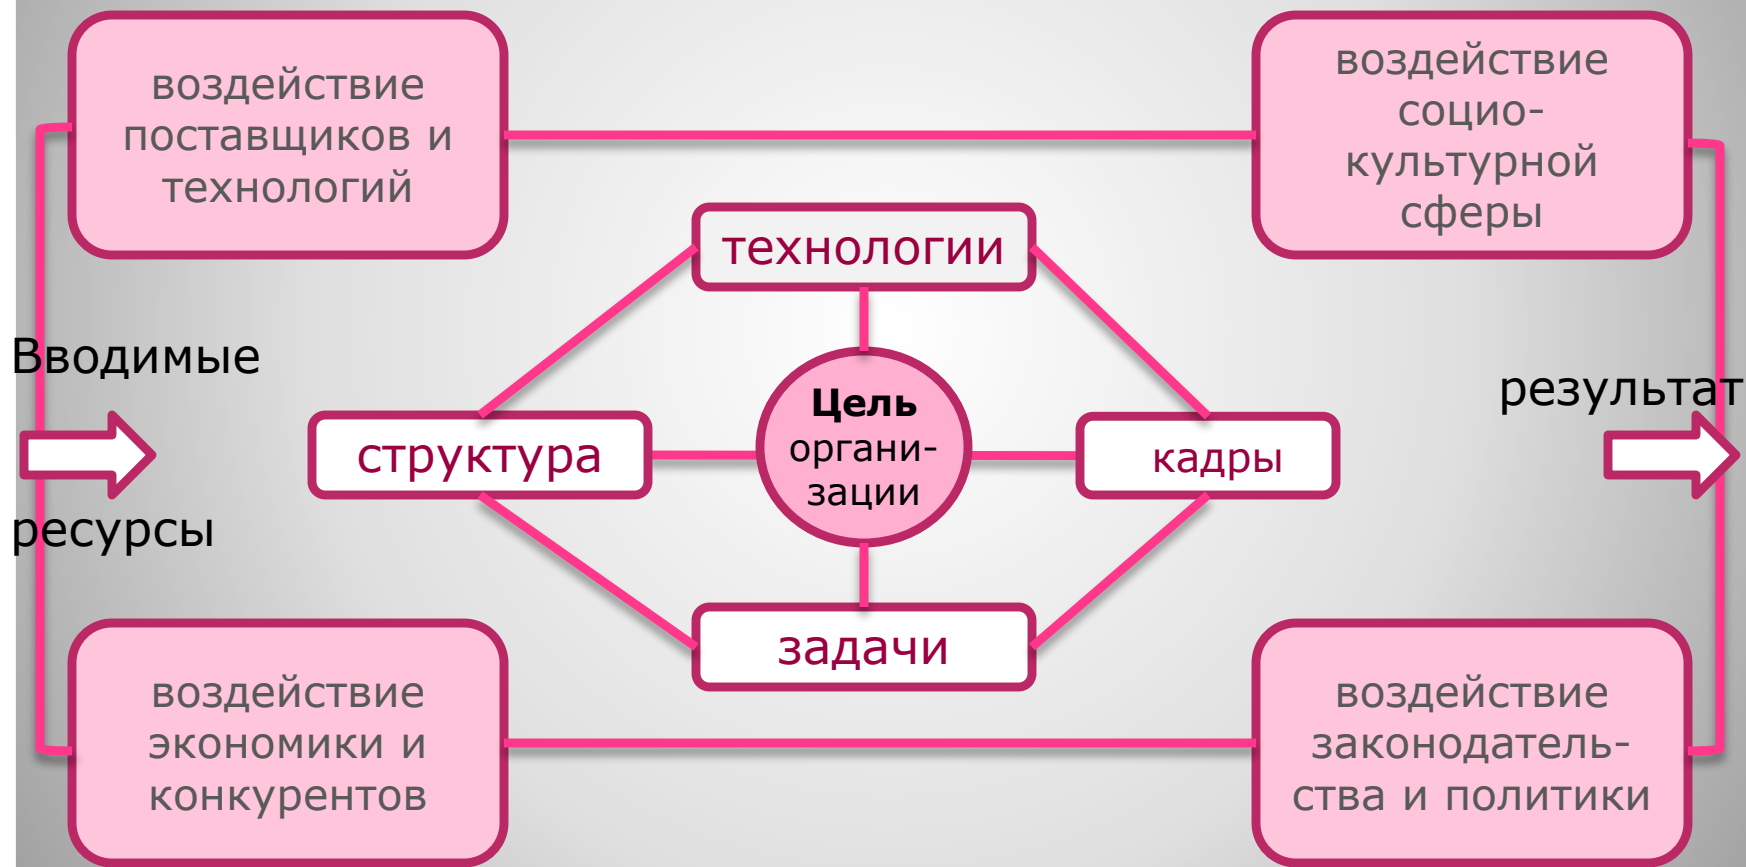 воздействие
поставщиков и
технологий
воздействие
социо-
культурной
сферы
технологии
Вводимые
ресурсы
структура
Цель
органи-
зации
кадры
результат
задачи
воздействие
экономики и
конкурентов
воздействие
законодатель-
ства и политики